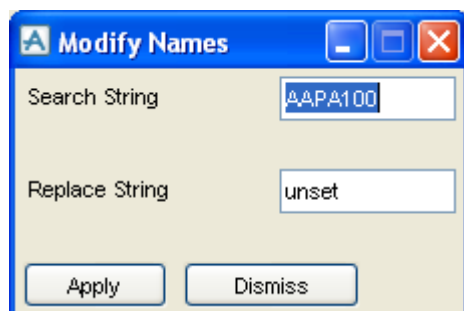 Modify Names
Search String AAPA100
Replace String unset
Apply Dismiss